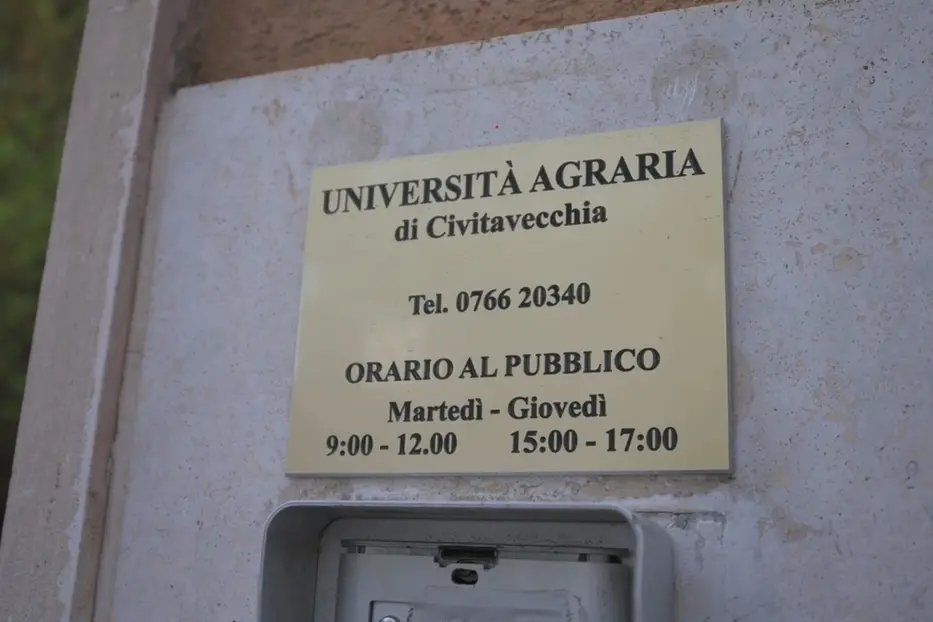 UNIVERSITÀ AGRARIA
di Civitavecchia
Tel. 0766 20340
ORARIO AL PUBBLICO
Martedì - Giovedì
9:00 - 12.00 15:00 - 17:00